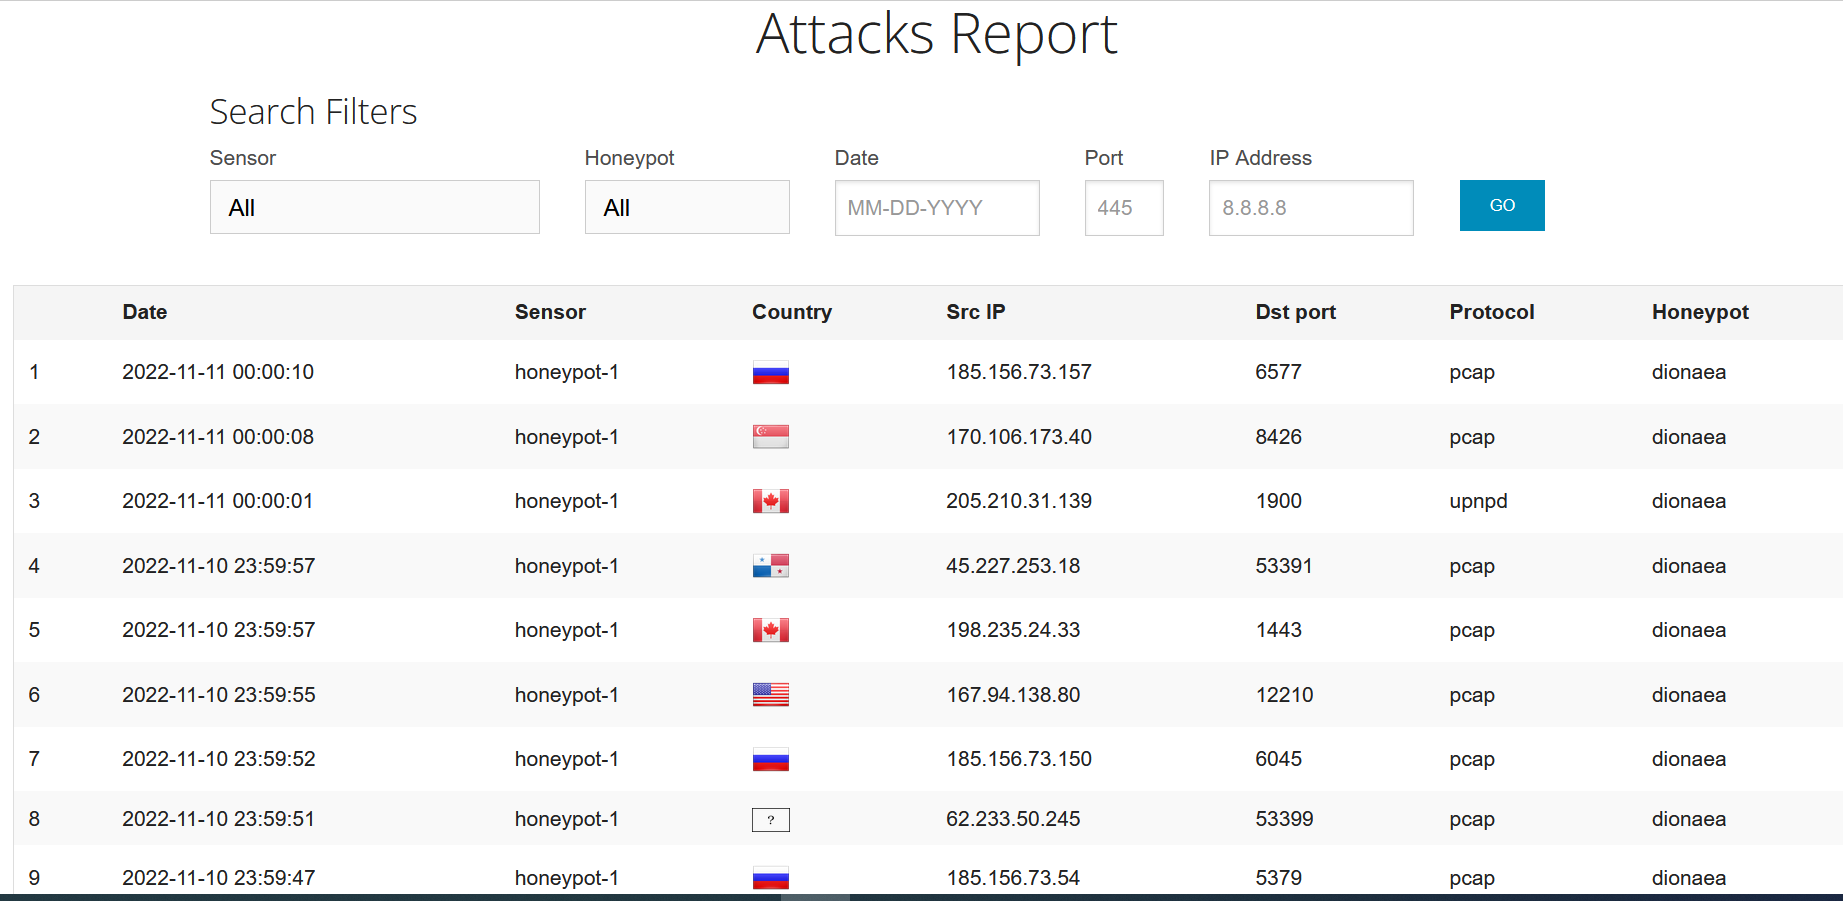 Attacks Report
Search Filters
Sensor Honeypot Date Port IP Address
All All MM-DD-YYYY 445 8.8.8.8 GO
Date Sensor Country Src IP Dst port Protocol Honeypot
1 2022-11-11 00:00:10 honeypot-1 185.156.73.157 6577 pcap dionaea
2 2022-11-11 00:00:08 honeypot-1 170.106.173.40 8426 pcap dionaea
3 2022-11-11 00:00:01 honeypot-1 205.210.31.139 1900 upnpd dionaea
4 2022-11-10 23:59:57 honeypot-1 45.227.253.18 53391 pcap dionaea
5 2022-11-10 23:59:57 honeypot-1 198.235.24.33 1443 pcap dionaea
6 2022-11-10 23:59:55 honeypot-1 167.94.138.80 12210 pcap dionaea
7 2022-11-10 23:59:52 honeypot-1 185.156.73.150 6045 pcap dionaea
8 2022-11-10 23:59:51 honeypot-1 ? 62.233.50.245 53399 pcap dionaea
9 2022-11-10 23:59:47 honeypot-1 185.156.73.54 5379 pcap dionaea